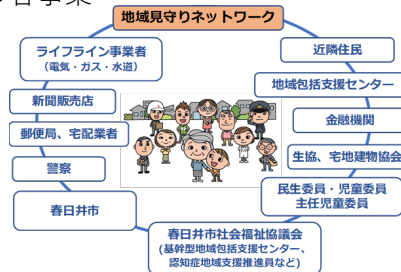 地域見守りネットワーク
ライフライン事業者
(電気・ガス・水道)
新聞販売店
郵便局、宅配業者
警察
春日井市
春日井市社会福祉協議会
(基幹型地域包括支援センター、
認知症地域支援推進員など)
近隣住民
地域包括支援センター
金融機関
生協、宅地建物協会
民生委員・児童委員
主任児童委員